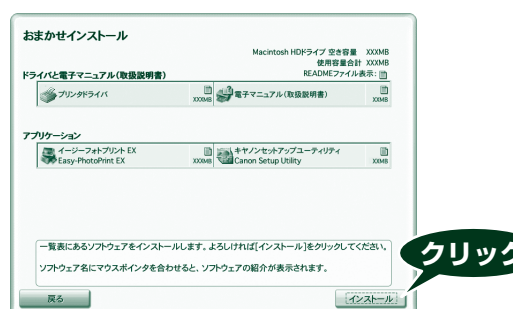 おまかせインストール
Macintosh HDドライブ 空き容量 XXXMB
使用容量合計 XXXMB
ドライバと電子マニュアル(取扱説明書)
READMEファイル表示:
プリンタドライバ XXXMB
電子マニュアル(取扱説明書) XXMB
アプリケーション
イージーフォトプリント EX
Easy-PhotoPrint EX XXXMB
キヤノンセットアップユーティリティ
Canon Setup Utility XXMB
一覧表にあるソフトウェアをインストールします。よろしければ[インストール]をクリックしてください。
ソフトウェア名にマウスポインタを合わせると、ソフトウェアの紹介が表示されます。
クリック
戻る
インストール